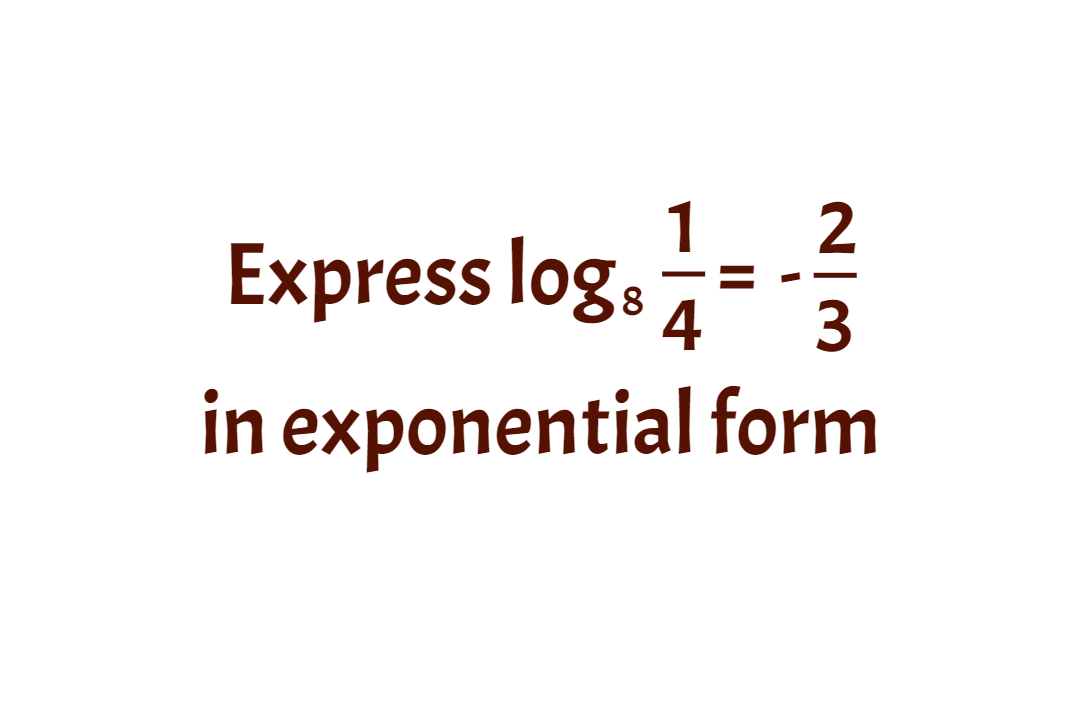 Express log₈ 1/4 = -2/3
in exponential form